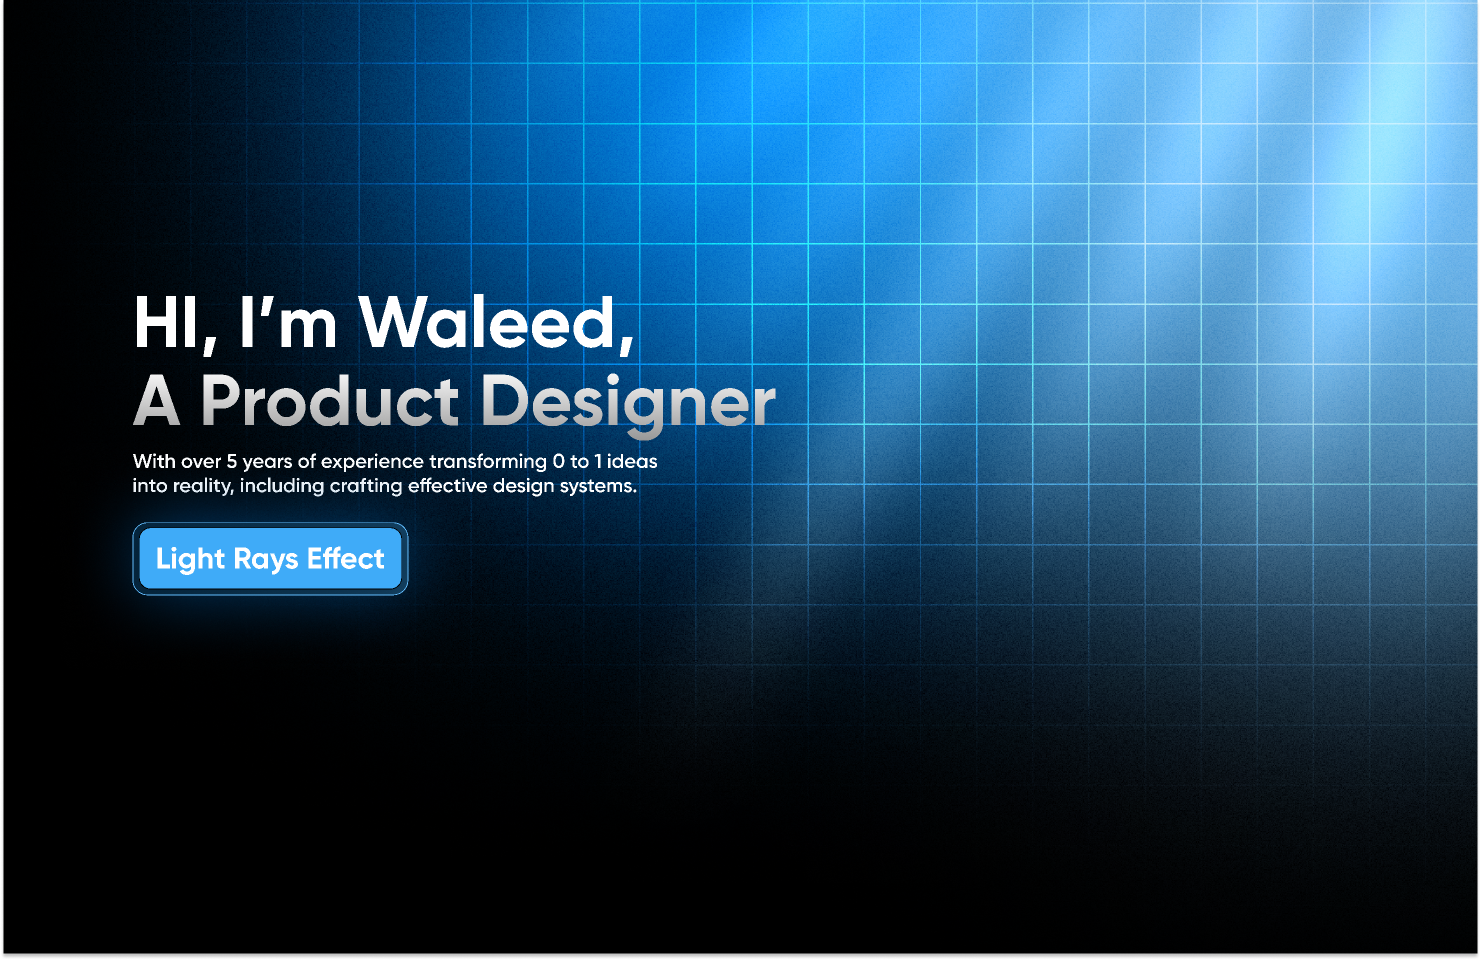 HI, I’m Waleed,
A Product Designer
With over 5 years of experience transforming 0 to 1 ideas
into reality, including crafting effective design systems.
Light Rays Effect